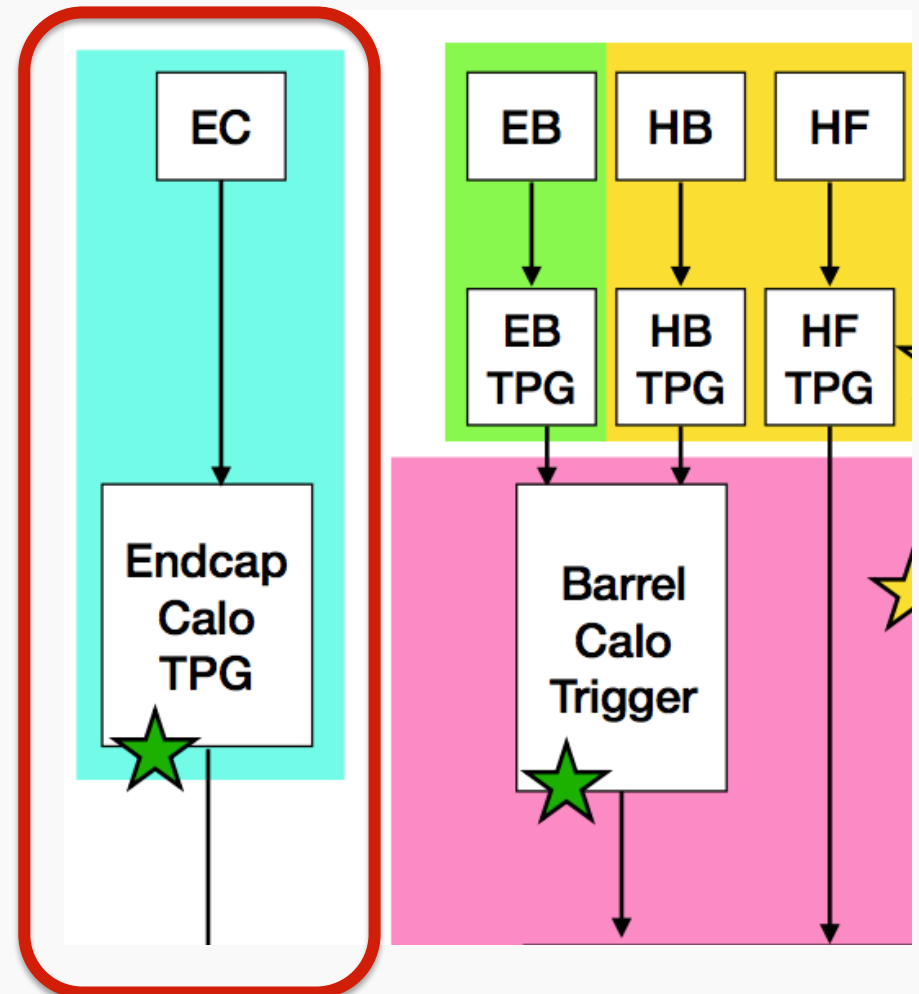 EC
EB
HB
HF
EB
TPG
HB
TPG
HF
TPG
Endcap
Calo
TPG
Barrel
Calo
Trigger